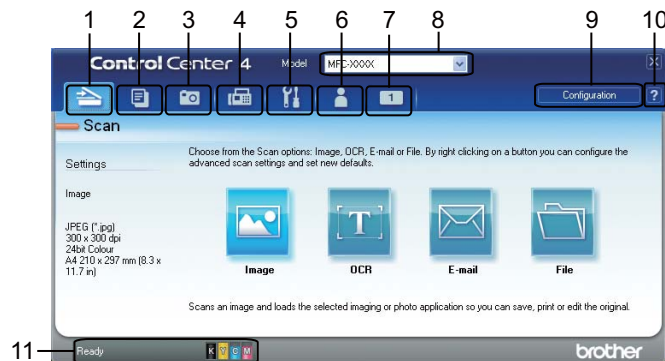 1 2 3 4 5 6 7 8 9 10
Control Center 4 Model MFC-XXXX X
1 Configuration ?
Scan
Settings
Choose from the Scan options: Image, OCR, E-mail or File. By right clicking on a button you can configure the
advanced scan settings and set new defaults.
Image
JPEG (*.jpg)
300 x 300 dpi
24bit Colour
A4 210 x 297 mm (8.3 x
11.7 in)
T
Image OCR E-mail File
Scans an image and loads the selected imaging or photo application so you can save, print or edit the original.
11 Ready K Y C M brother